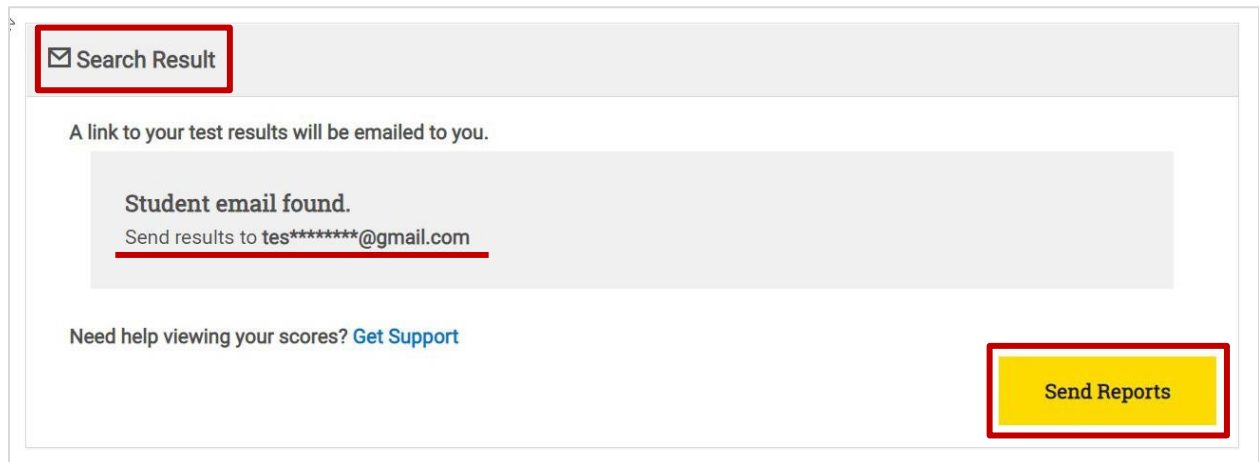 Search Result
A link to your test results will be emailed to you.
Student email found.
Send results to tes********@gmail.com
Need help viewing your scores? Get Support
Send Reports